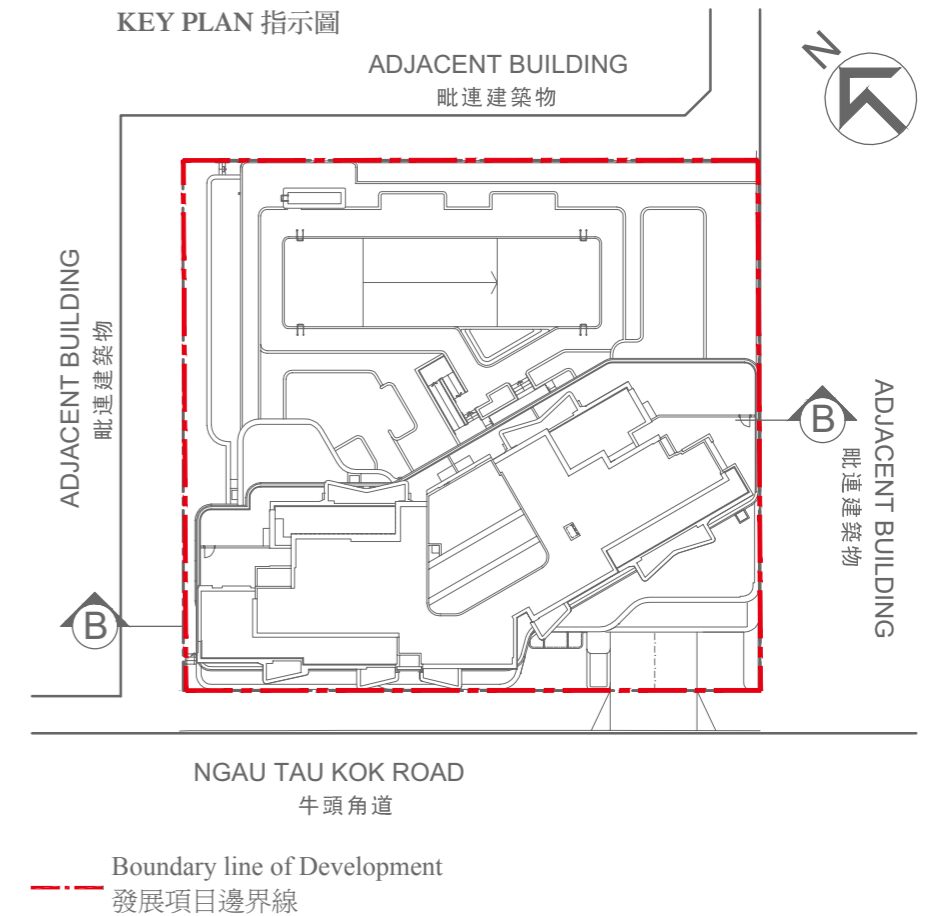 KEY PLAN 指示圖
N
ADJACENT BUILDING
毗連建築物
ADJACENT BUILDING
毗連建築物
B
ADJACENT BUILDING
毗連建築物
B
NGAU TAU KOK ROAD
牛頭角道
Boundary line of Development
發展項目邊界線